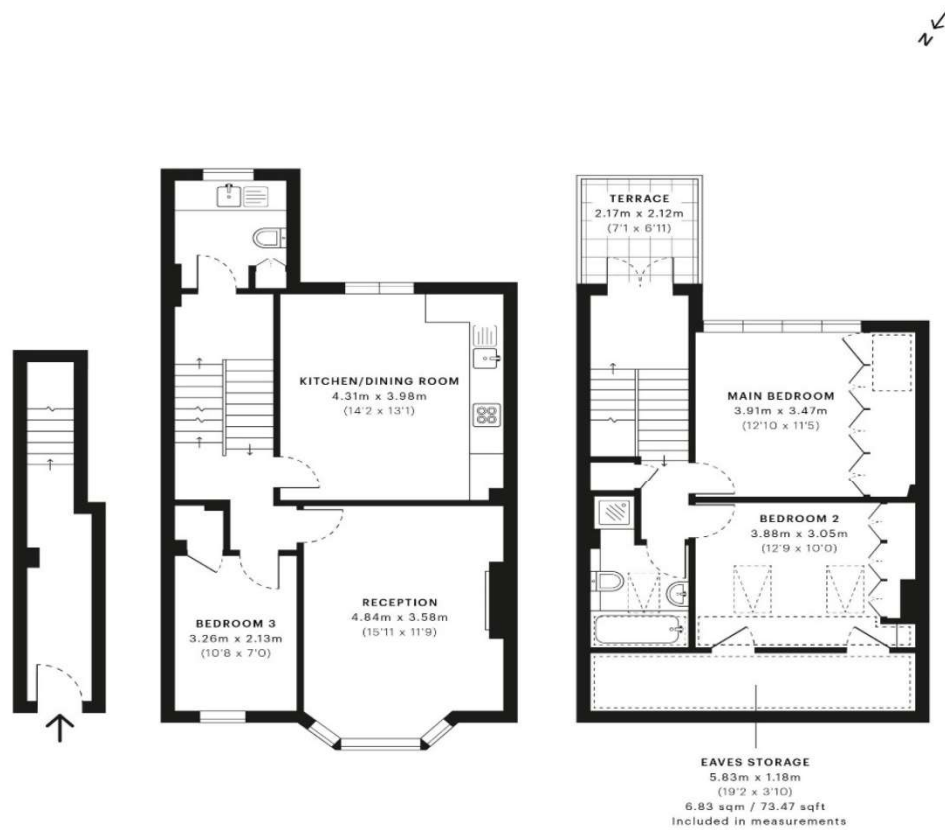 N
TERRACE
2.17m x 2.12m
(7'1 x 6'11)
KITCHEN/DINING ROOM
4.31m x 3.98m
(14'2 x 13'1)
MAIN BEDROOM
3.91m x 3.47m
(12'10 x 11'5)
BEDROOM 2
3.88m x 3.05m
(12'9 x 10'0)
RECEPTION
4.84m x 3.58m
(15'11 x 11'9)
BEDROOM 3
3.26m x 2.13m
(10'8 x 7'0)
EAVES STORAGE
5.83m x 1.18m
(19'2 x 3'10)
6.83 sqm / 73.47 sqft
Included in measurements